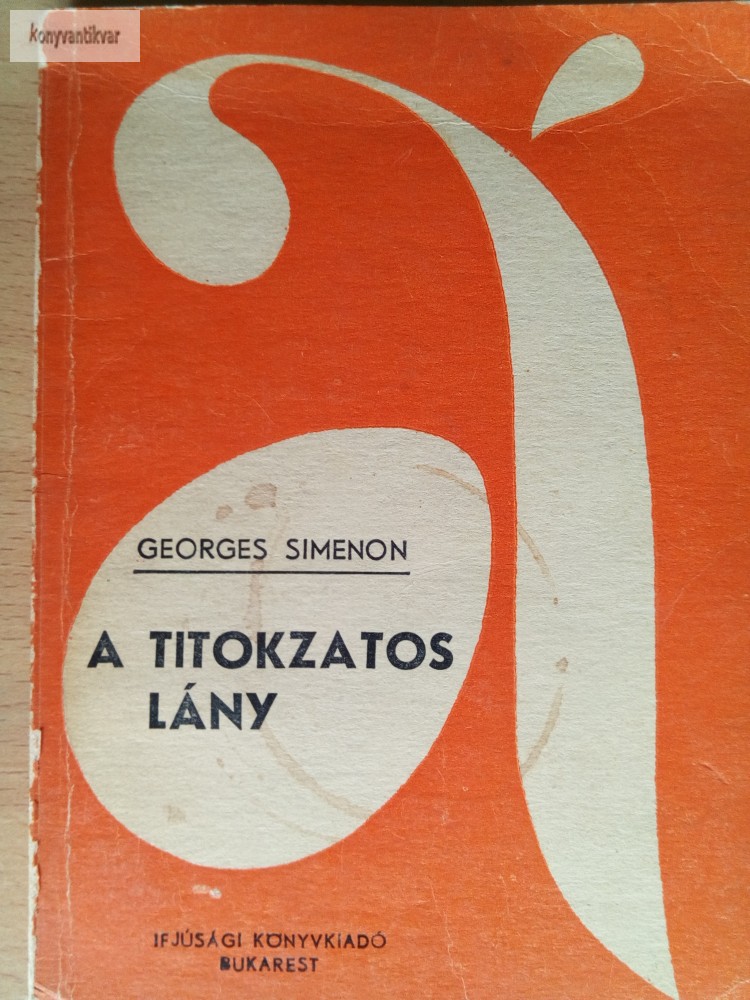 konyvantikvar
GEORGES SIMENON
A TITOKZATOS
LÁNY
IFJÚSÁGI KÖNYVKIADÓ
BUKAREST